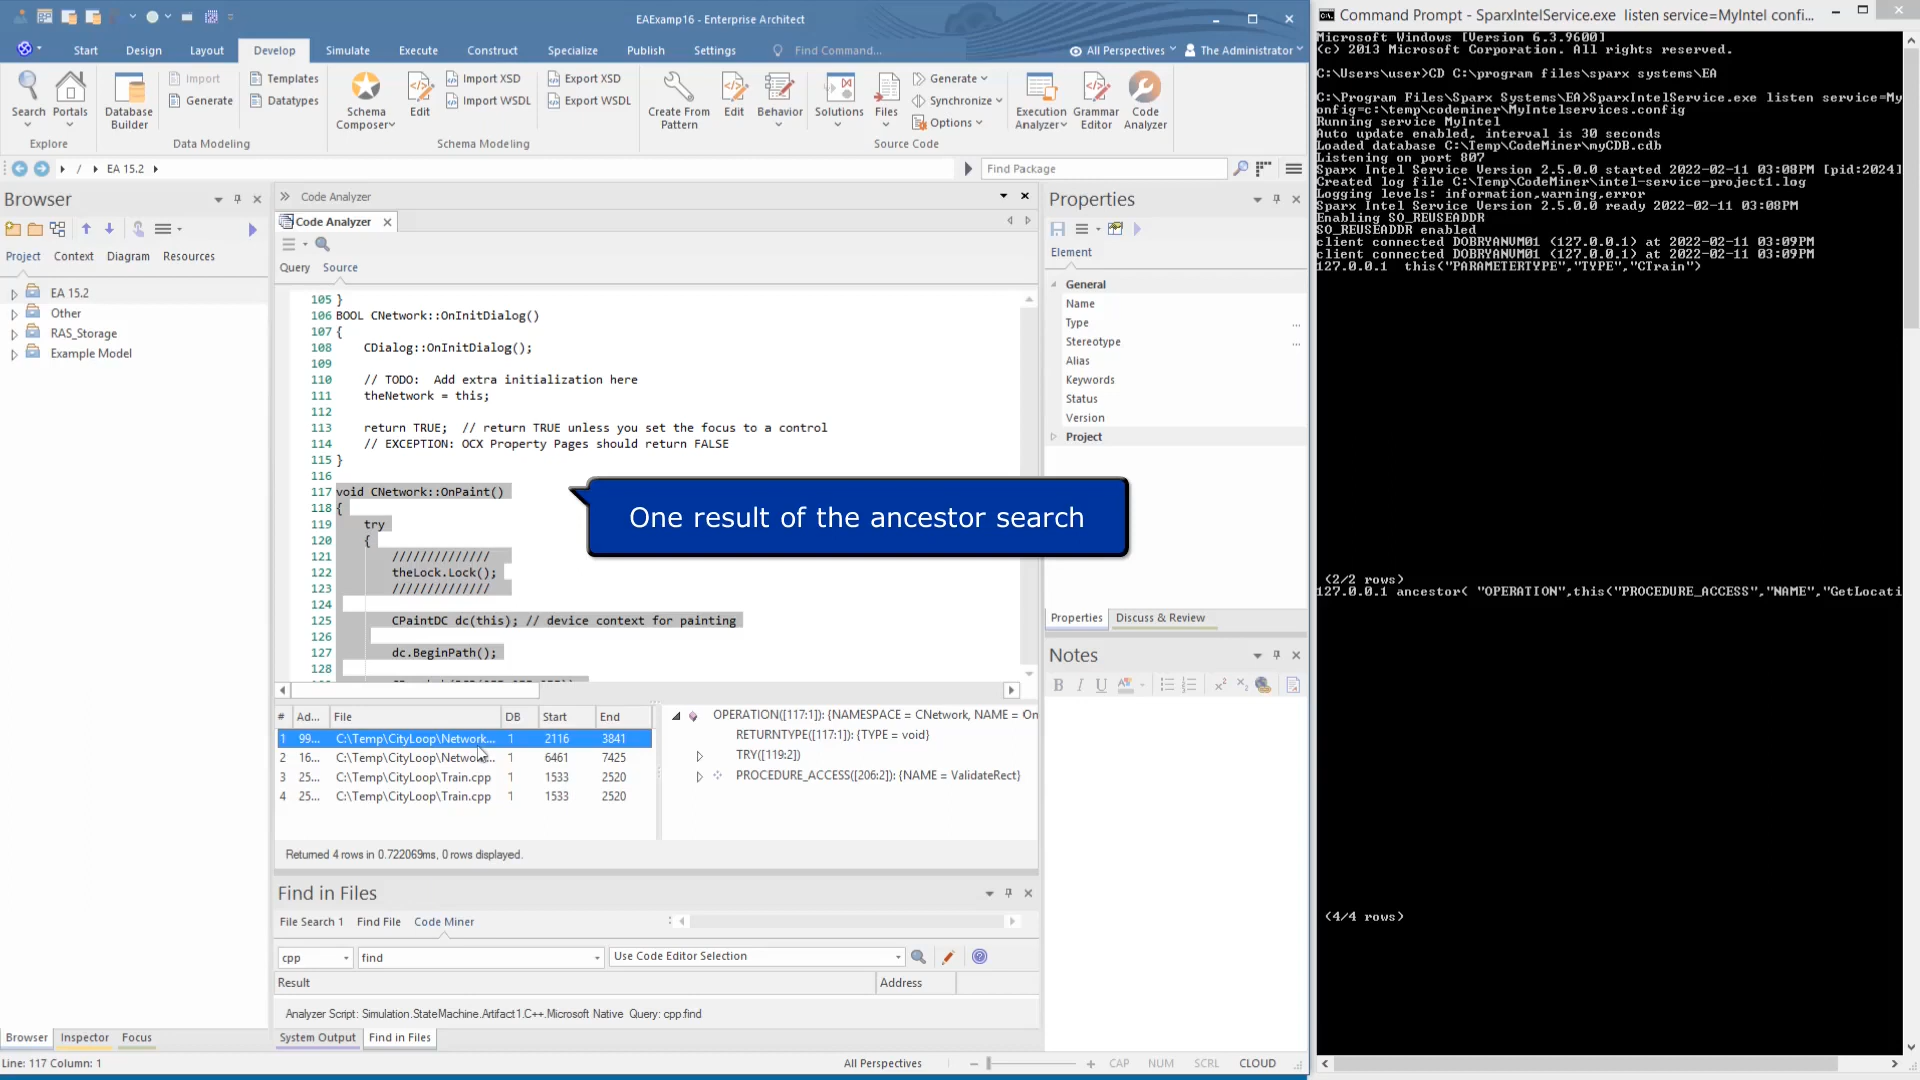 EAExamp16 - Enterprise Architect
Start Design Layout Develop Simulate Execute Construct Specialize Publish Settings Find Command... All Perspectives The Administrator
Search
Portals
Explore
Database Builder
Import
Generate
Templates
Datatypes
Data Modeling
Schema Composer
Edit
Import XSD
Import WSDL
Export XSD
Export WSDL
Schema Modeling
Create From Pattern
Edit
Behavior
Solutions
Files
Generate
Synchronize
Options
Source Code
Execution Analyzer
Grammar Editor
Code Analyzer
/ EA 15.2
Find Package
Browser
Project Context Diagram Resources
EA 15.2
Other
RAS_Storage
Example Model
Code Analyzer
Code Analyzer
Query Source
105 }
106 BOOL CNetwork::OnInitDialog()
107 {
108 CDialog::OnInitDialog();
109
110 // TODO:  Add extra initialization here
111 theNetwork = this;
112
113 return TRUE;  // return TRUE unless you set the focus to a control
114 // EXCEPTION: OCX Property Pages should return FALSE
115 }
116
117 void CNetwork::OnPaint()
118 {
119 try
120 {
121 //////////////
122 theLock.Lock();
123 //////////////
124
125 CPaintDC dc(this); // device context for painting
126
127 dc.BeginPath();
128
One result of the ancestor search
# Ad... File DB Start End
1 99... C:\Temp\CityLoop\Network... 1 2116 3841
2 16... C:\Temp\CityLoop\Network... 1 6461 7425
3 25... C:\Temp\CityLoop\Train.cpp 1 1533 2520
4 25... C:\Temp\CityLoop\Train.cpp 1 1533 2520
OPERATION([117:1]): {NAMESPACE = CNetwork, NAME = On
RETURNTYPE([117:1]): {TYPE = void}
TRY([119:2])
PROCEDURE_ACCESS([206:2]): {NAME = ValidateRect}
Returned 4 rows in 0.722069ms, 0 rows displayed.
Find in Files
File Search 1 Find File Code Miner
cpp find Use Code Editor Selection
Result Address
Analyzer Script: Simulation.StateMachine.Artifact1.C++.Microsoft Native  Query: cpp.find
Browser Inspector Focus
System Output Find in Files
Properties
Element
General
Name
Type ...
Stereotype ...
Alias
Keywords
Status
Version
Project
Properties Discuss & Review
Notes
B I U
Line: 117 Column: 1
All Perspectives
CAP NUM SCRL CLOUD
Command Prompt - SparxIntelService.exe  listen service=MyIntel confi...
Microsoft Windows [Version 6.3.9600]
(c) 2013 Microsoft Corporation. All rights reserved.
C:\Users\user>CD C:\program files\sparx systems\EA
C:\Program Files\Sparx Systems\EA>SparxIntelService.exe listen service=My
onfig=c:\temp\codeminer\MyIntelservices.config
Running service MyIntel
Auto update enabled, interval is 30 seconds
Loaded database C:\Temp\CodeMiner\myCDB.cdb
Listening on port 807
Sparx Intel Service Version 2.5.0.0 started 2022-02-11 03:08PM [pid:2024]
Created log file C:\Temp\CodeMiner\intel-service-project1.log
Logging levels: information,warning,error
Sparx Intel Service Version 2.5.0.0 ready 2022-02-11 03:08PM
Enabling SO_REUSEADDR
SO_REUSEADDR enabled
client connected DOBRYANVM01 (127.0.0.1) at 2022-02-11 03:09PM
client connected DOBRYANVM01 (127.0.0.1) at 2022-02-11 03:09PM
127.0.0.1  this("PARAMETERTYPE","TYPE","CTrain")
(2/2 rows)
127.0.0.1 ancestor( "OPERATION",this("PROCEDURE_ACCESS","NAME","GetLocati
(4/4 rows)